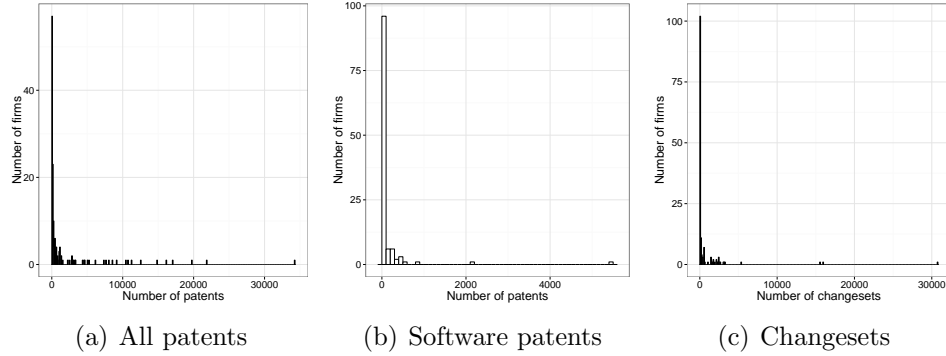 40
20
0
0
10000
20000
30000
Number of patents
Number of firms
(a) All patents
100
75
50
25
0
0
2000
4000
Number of patents
Number of firms
(b) Software patents
100
75
50
25
0
0
10000
20000
30000
Number of changesets
Number of firms
(c) Changesets